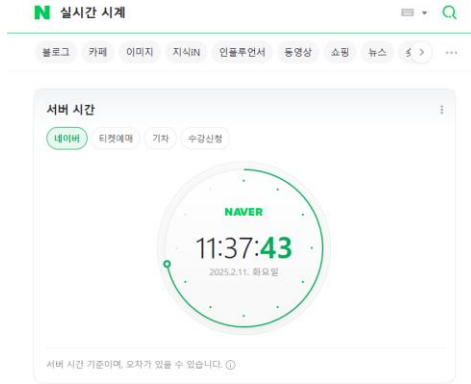 N 실시간 시계
블로그 카페 이미지 지식iN 인플루언서 동영상 쇼핑 뉴스
서버 시간
네이버 티켓예매 기차 수강신청
NAVER
11:37:43
2025.2.11. 화요일
서버 시간 기준이며, 오차가 있을 수 있습니다.